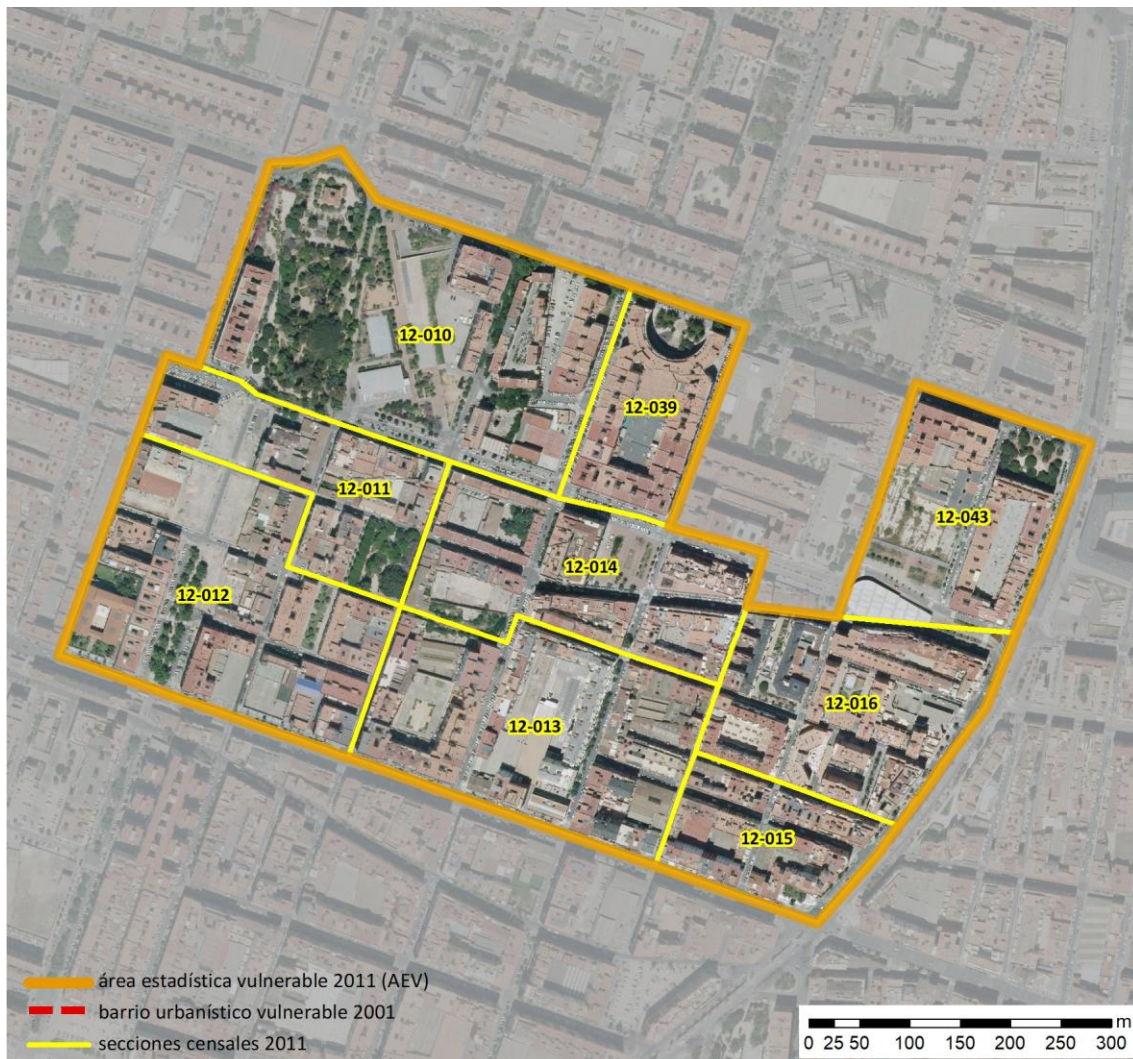 12-010
12-039
12-011
12-043
12-014
12-012
12-016
12-013
12-015
área estadística vulnerable 2011 (AEV)
barrio urbanístico vulnerable 2001
secciones censales 2011
m
0 25 50 100 150 200 250 300